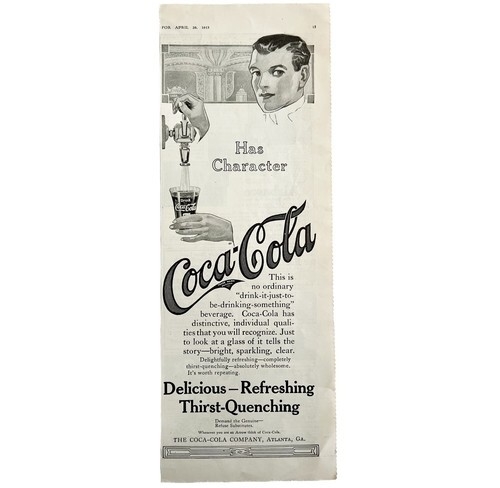 FOR APRIL 26, 1913
Has
Character
Drink
Coca-Cola
Coca-Cola
This is
no ordinary
"drink-it-just-to-
be-drinking-something"
beverage. Coca-Cola has
distinctive, individual quali-
ties that you will recognize. Just
to look at a glass of it tells the
story—bright, sparkling, clear.
Delightfully refreshing—completely
thirst-quenching—absolutely wholesome.
It's worth repeating.
Delicious—Refreshing
Thirst-Quenching
Demand the Genuine—
Refuse Substitutes.
Whenever you see an Arrow think of Coca-Cola.
THE COCA-COLA COMPANY, ATLANTA, GA.